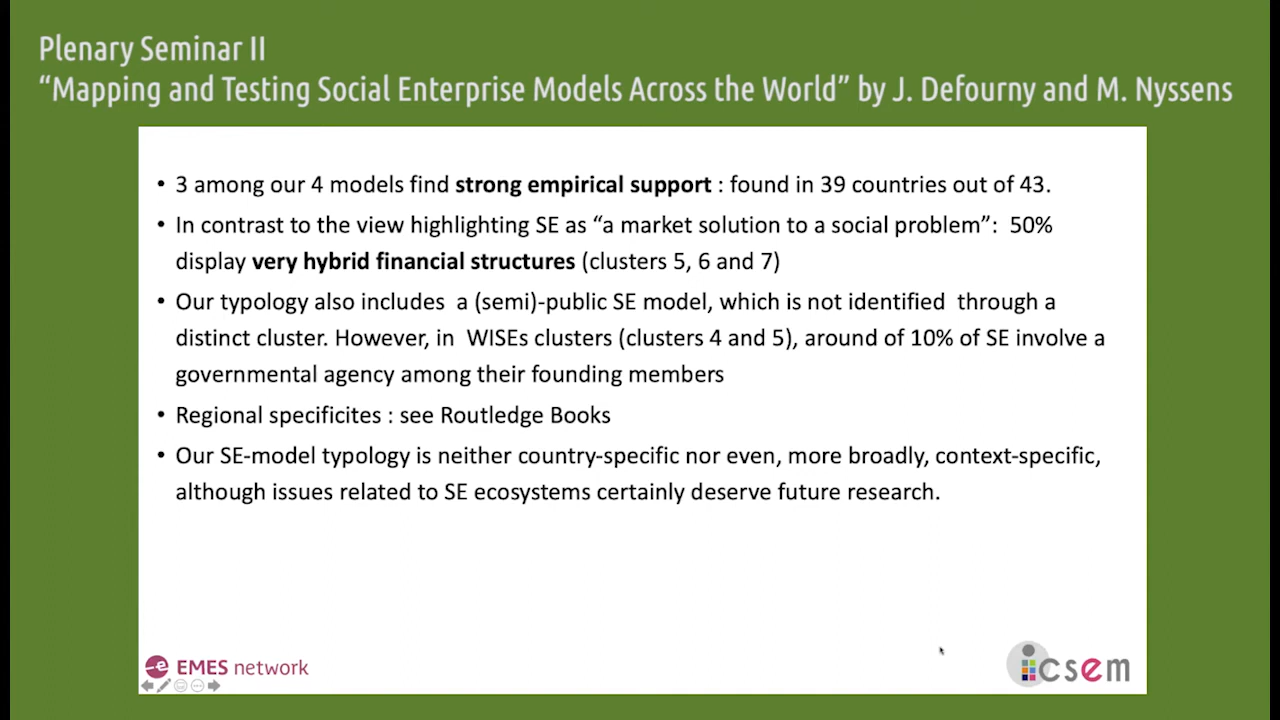 Plenary Seminar II
“Mapping and Testing Social Enterprise Models Across the World” by J. Defourny and M. Nyssens
• 3 among our 4 models find strong empirical support : found in 39 countries out of 43.
• In contrast to the view highlighting SE as “a market solution to a social problem”: 50%
display very hybrid financial structures (clusters 5, 6 and 7)
• Our typology also includes a (semi)-public SE model, which is not identified through a
distinct cluster. However, in WISEs clusters (clusters 4 and 5), around of 10% of SE involve a
governmental agency among their founding members
• Regional specificites : see Routledge Books
• Our SE-model typology is neither country-specific nor even, more broadly, context-specific,
although issues related to SE ecosystems certainly deserve future research.
EMES network
icsem